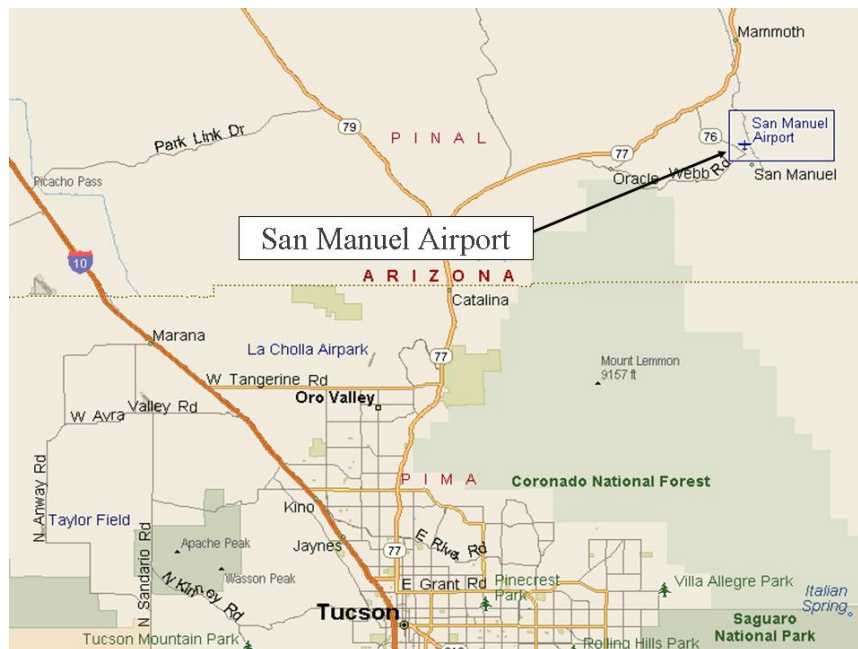 Mammoth
79
Park Link Dr
PINAL
76
San Manuel
Airport
77
Oracle
Webb Rd
San Manuel
Picacho Pass
San Manuel Airport
10
ARIZONA
Catalina
Marana
La Cholla Airpark
77
Mount Lemmon
9157 ft
W Tangerine Rd
Oro Valley
W Avra Valley Rd
N Anway Rd
PIMA
Coronado National Forest
Kino
Taylor Field
N Sandario Rd
Apache Peak
Jaynes
77
E River Rd
Wasson Peak
N Kinney Rd
E Grant Rd
Pinecrest
Park
Villa Allegre Park
Italian
Spring
Tucson
Saguaro
National Park
Tucson Mountain Park
Rolling Hills Park